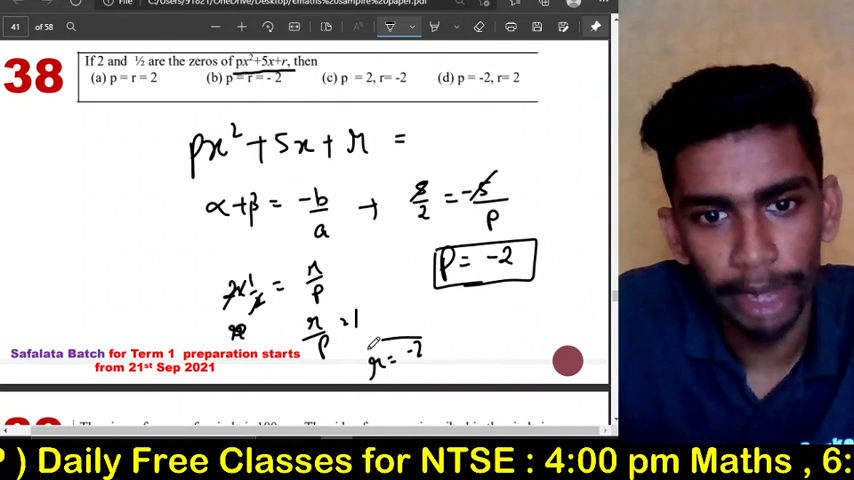 41 of 58
38
If 2 and ½ are the zeros of px²+5x+r, then
(a) p = r = 2 (b) p = r = - 2 (c) p = 2, r= -2 (d) p = -2, r= 2
px² + 5x + r =
α+β = -b/a → 5/2 = -5/p
p = -2
2x1/2 = r/p
r/p =1
r = -2
Safalata Batch for Term 1 preparation starts
from 21st Sep 2021
P ) Daily Free Classes for NTSE : 4:00 pm Maths , 6: